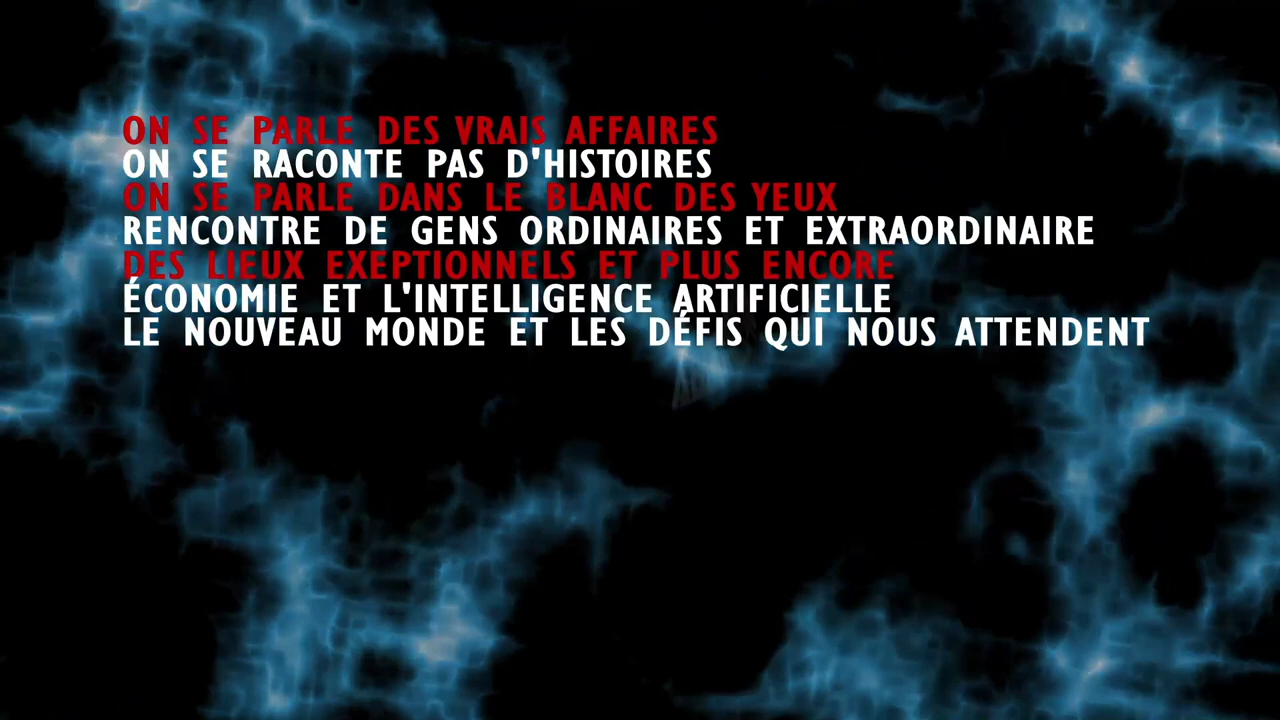 ON SE PARLE DES VRAIS AFFAIRES
ON SE RACONTE PAS D'HISTOIRES
ON SE PARLE DANS LE BLANC DES YEUX
RENCONTRE DE GENS ORDINAIRES ET EXTRAORDINAIRE
DES LIEUX EXEPTIONNELS ET PLUS ENCORE
ÉCONOMIE ET L'INTELLIGENCE ARTIFICIELLE
LE NOUVEAU MONDE ET LES DÉFIS QUI NOUS ATTENDENT